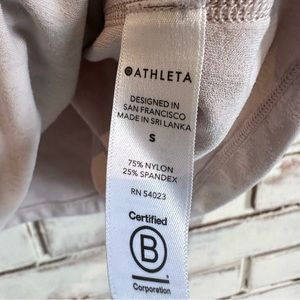 ATHLETA
DESIGNED IN
SAN FRANCISCO
MADE IN SRI LANKA
S
75% NYLON
25% SPANDEX
RN 54023
Certified
B
Corporation